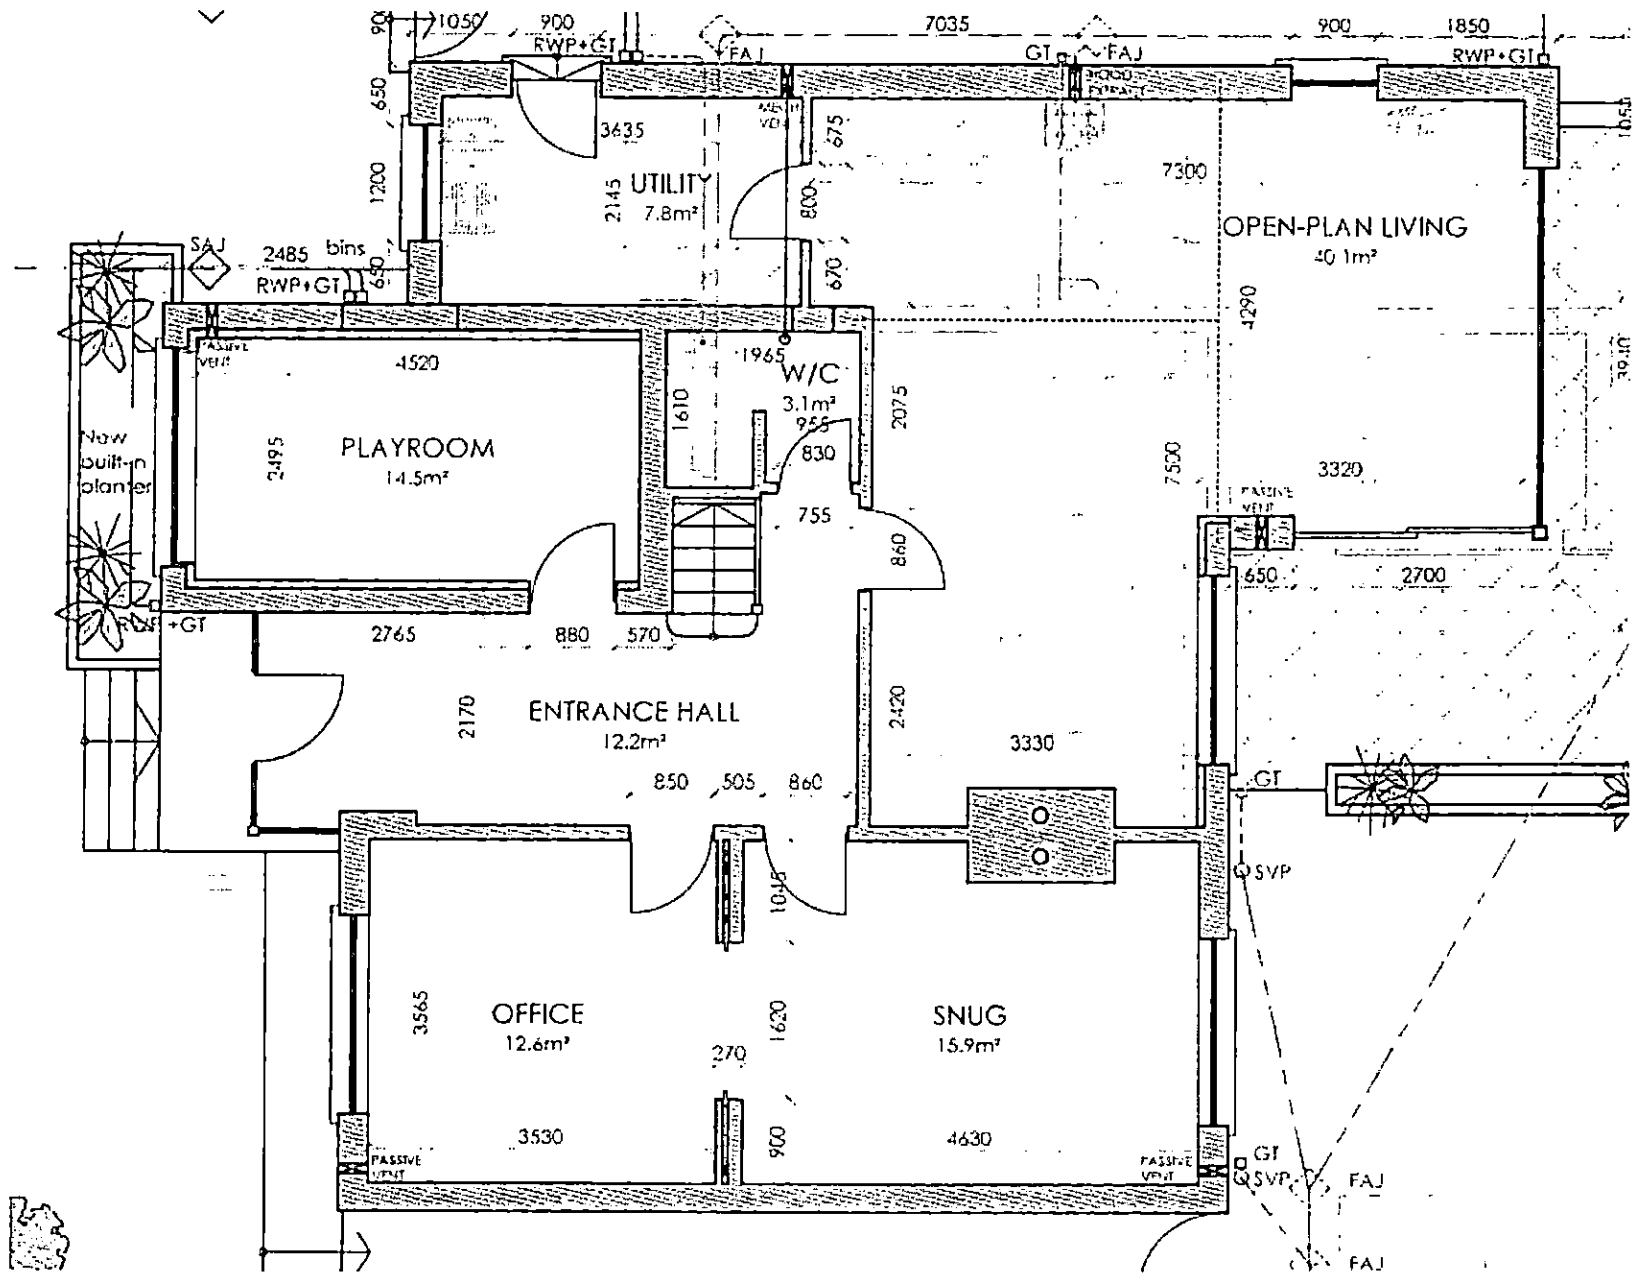 1050
900
7035
900
1850
RWP+GT
FAJ
GT
FAJ
RWP+GT
650
3635
675
1200
2145
UTILITY
7.8m²
800
7300
OPEN-PLAN LIVING
40.1m²
SAJ
2485
bins
RWP+GT
650
670
4290
3940
PASSIVE
VENT
4520
1965
W/C
3.1m²
955
830
1610
2075
New
built-in
planter
2495
PLAYROOM
14.5m²
7500
3320
PASSIVE
VENT
755
860
650
2700
+GT
2765
880
570
2170
ENTRANCE HALL
12.2m²
2420
3330
850
505
860
GT
SVP
1045
3565
OFFICE
12.6m²
1620
SNUG
15.9m²
270
3530
900
4630
PASSIVE
VENT
PASSIVE
VENT
GT
SVP
FAJ
FAJ